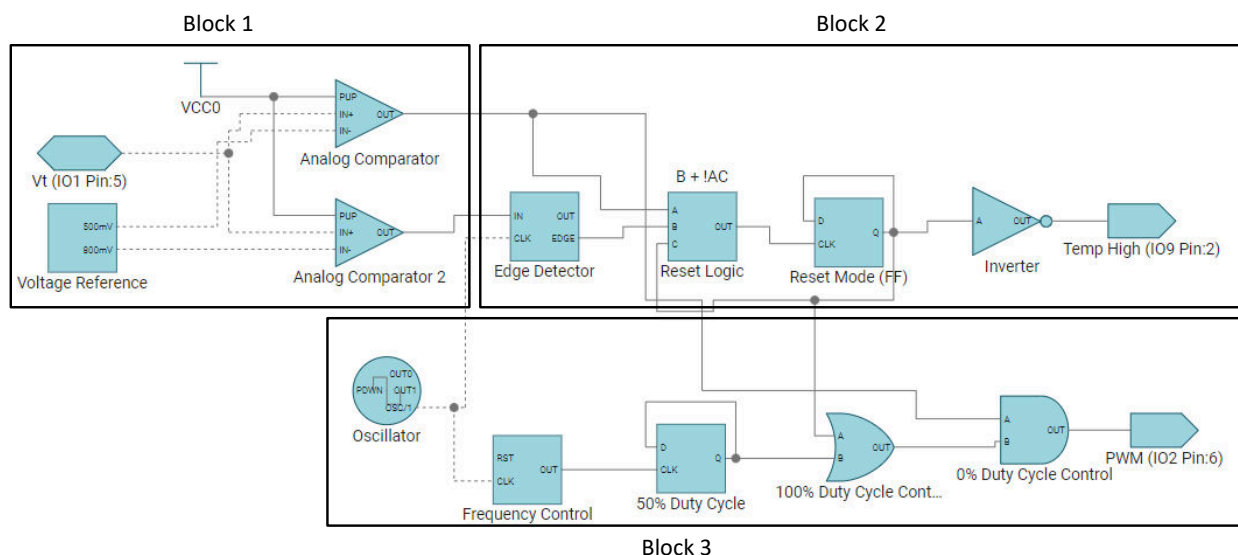 Block 1
Block 2
VCC0
PUP
IN+
IN-
OUT
Analog Comparator
Vt (IO1 Pin:5)
500mV
600mV
Voltage Reference
PUP
IN+
IN-
OUT
Analog Comparator 2
IN
CLK
OUT
EDGE
Edge Detector
B + !AC
A
B
C
OUT
Reset Logic
D
CLK
Q
Reset Mode (FF)
A
OUT
Inverter
Temp High (IO9 Pin:2)
PDWN
OUT0
OUT1
OSC/1
Oscillator
RST
CLK
OUT
Frequency Control
D
CLK
Q
50% Duty Cycle
A
B
OUT
100% Duty Cycle Cont...
A
B
OUT
0% Duty Cycle Control
PWM (IO2 Pin:6)
Block 3